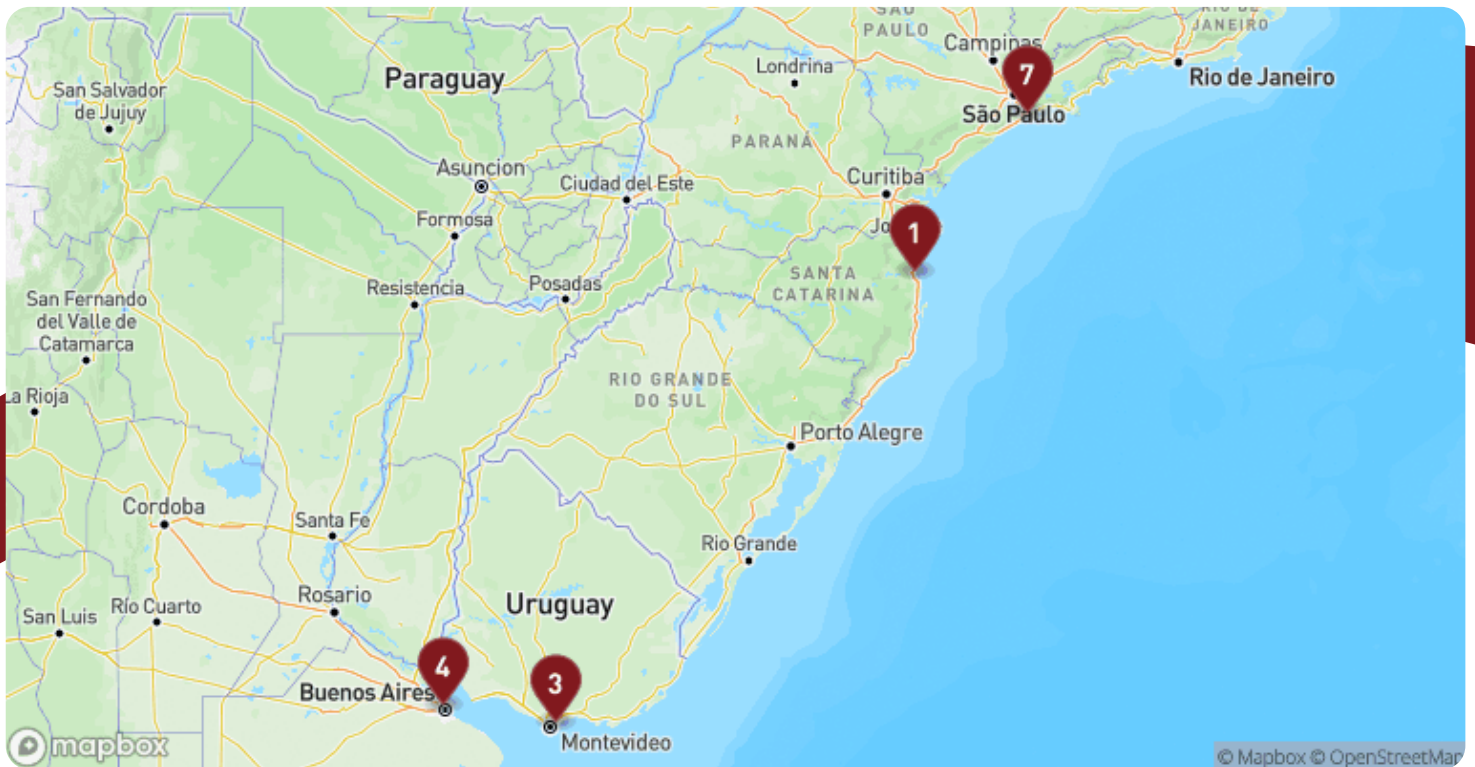 SÃO
PAULO
RIO DE
JANEIRO
Campinas
Londrina
7
Rio de Janeiro
Paraguay
San Salvador
de Jujuy
São Paulo
PARANÁ
Asuncion
Ciudad del Este
Curitiba
Formosa
Jo
1
SANTA
CATARINA
Resistencia
Posadas
San Fernando
del Valle de
Catamarca
La Rioja
RIO GRANDE
DO SUL
Porto Alegre
Cordoba
Santa Fe
Rio Grande
Rosario
Uruguay
San Luis
Río Cuarto
4
3
Buenos Aires
Montevideo
mapbox
© Mapbox © OpenStreetMap